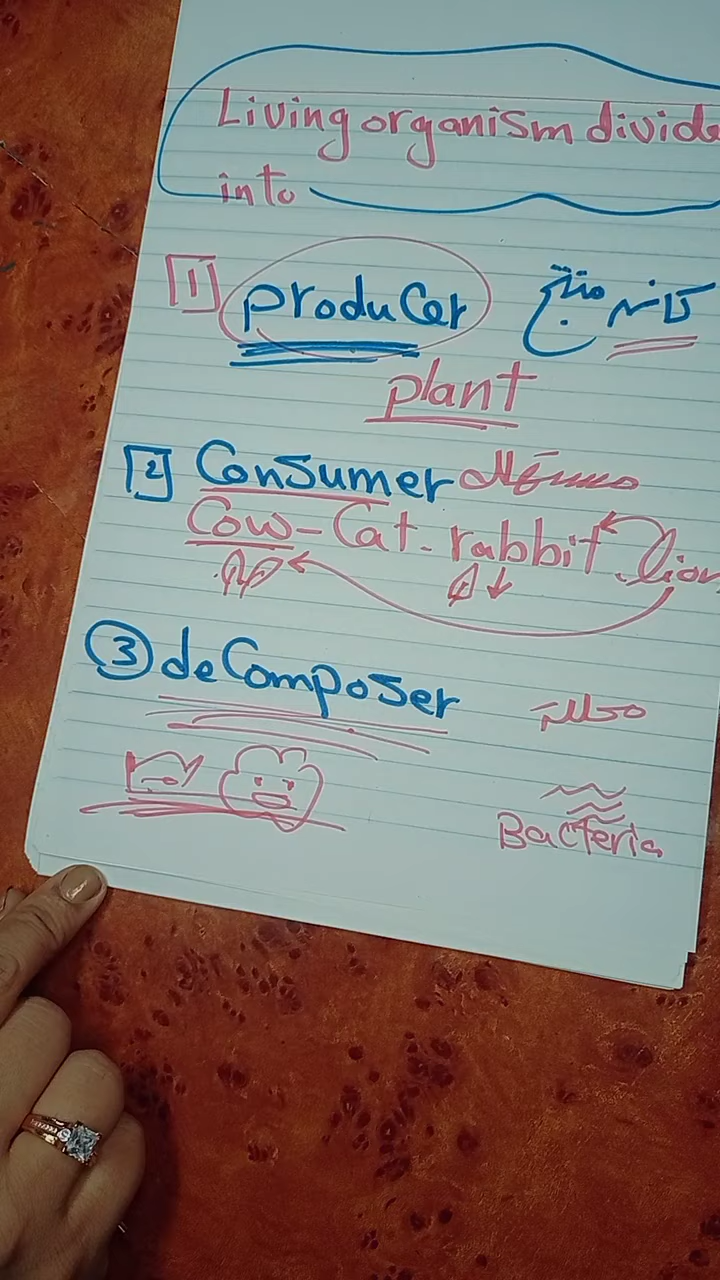 Living organism divide
into
[1] producer كائن منتج
plant
[2] Consumer مستهلك
Cow - Cat - rabbit. lion
③ deComposer محلله
Bacteria